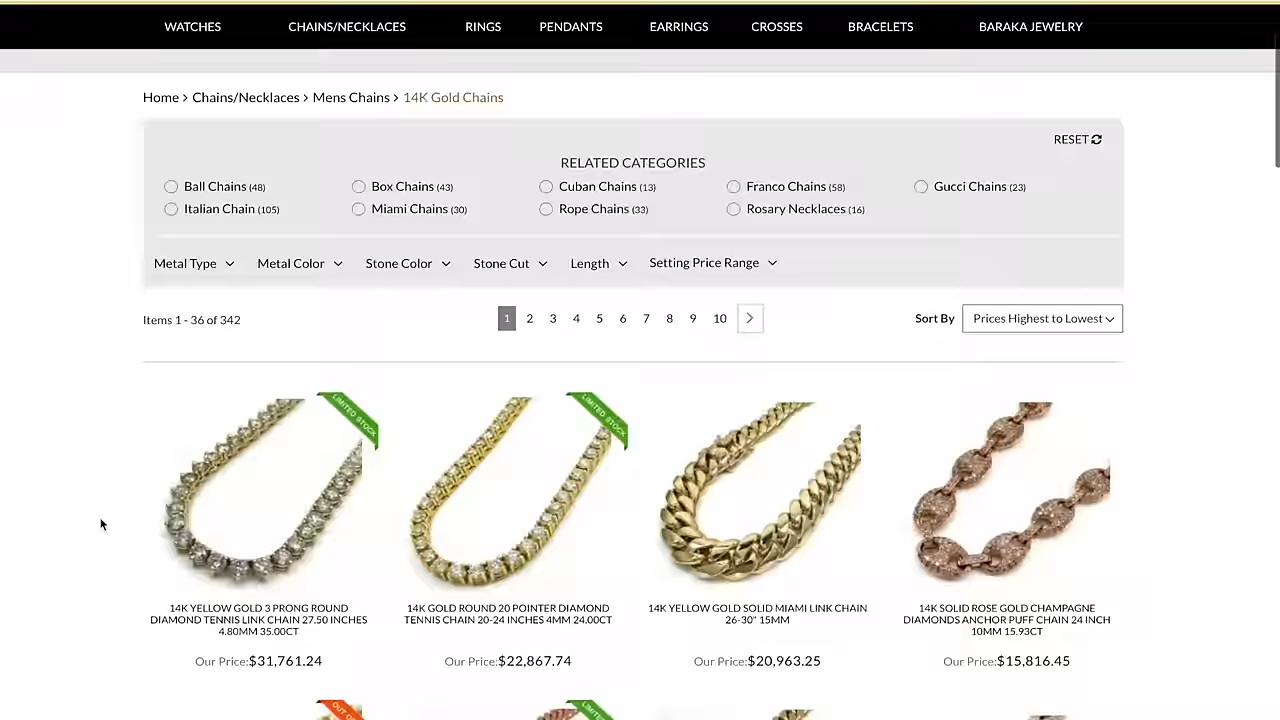 WATCHES CHAINS/NECKLACES RINGS PENDANTS EARRINGS CROSSES BRACELETS BARAKA JEWELRY
Home > Chains/Necklaces > Mens Chains > 14K Gold Chains
RESET
RELATED CATEGORIES
Ball Chains (48) Box Chains (43) Cuban Chains (13) Franco Chains (58) Gucci Chains (23)
Italian Chain (105) Miami Chains (30) Rope Chains (33) Rosary Necklaces (16)
Metal Type Metal Color Stone Color Stone Cut Length Setting Price Range
Items 1 - 36 of 342 1 2 3 4 5 6 7 8 9 10 Sort By Prices Highest to Lowest
LIMITED STOCK
LIMITED STOCK
14K YELLOW GOLD 3 PRONG ROUND
DIAMOND TENNIS LINK CHAIN 27.50 INCHES
4.80MM 35.00CT
Our Price:$31,761.24
14K GOLD ROUND 20 POINTER DIAMOND
TENNIS CHAIN 20-24 INCHES 4MM 24.00CT
Our Price:$22,867.74
14K YELLOW GOLD SOLID MIAMI LINK CHAIN
26-30" 15MM
Our Price:$20,963.25
14K SOLID ROSE GOLD CHAMPAGNE
DIAMONDS ANCHOR PUFF CHAIN 24 INCH
10MM 15.93CT
Our Price:$15,816.45
OUT